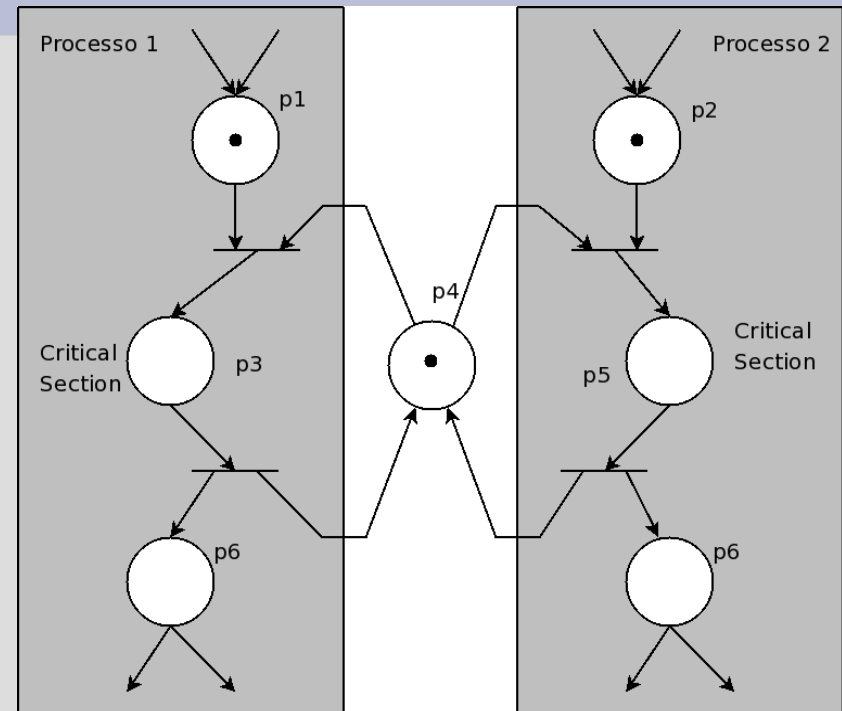 Processo 1
p1
Processo 2
p2
p4
Critical
Section
p3
p5
Critical
Section
p6
p6